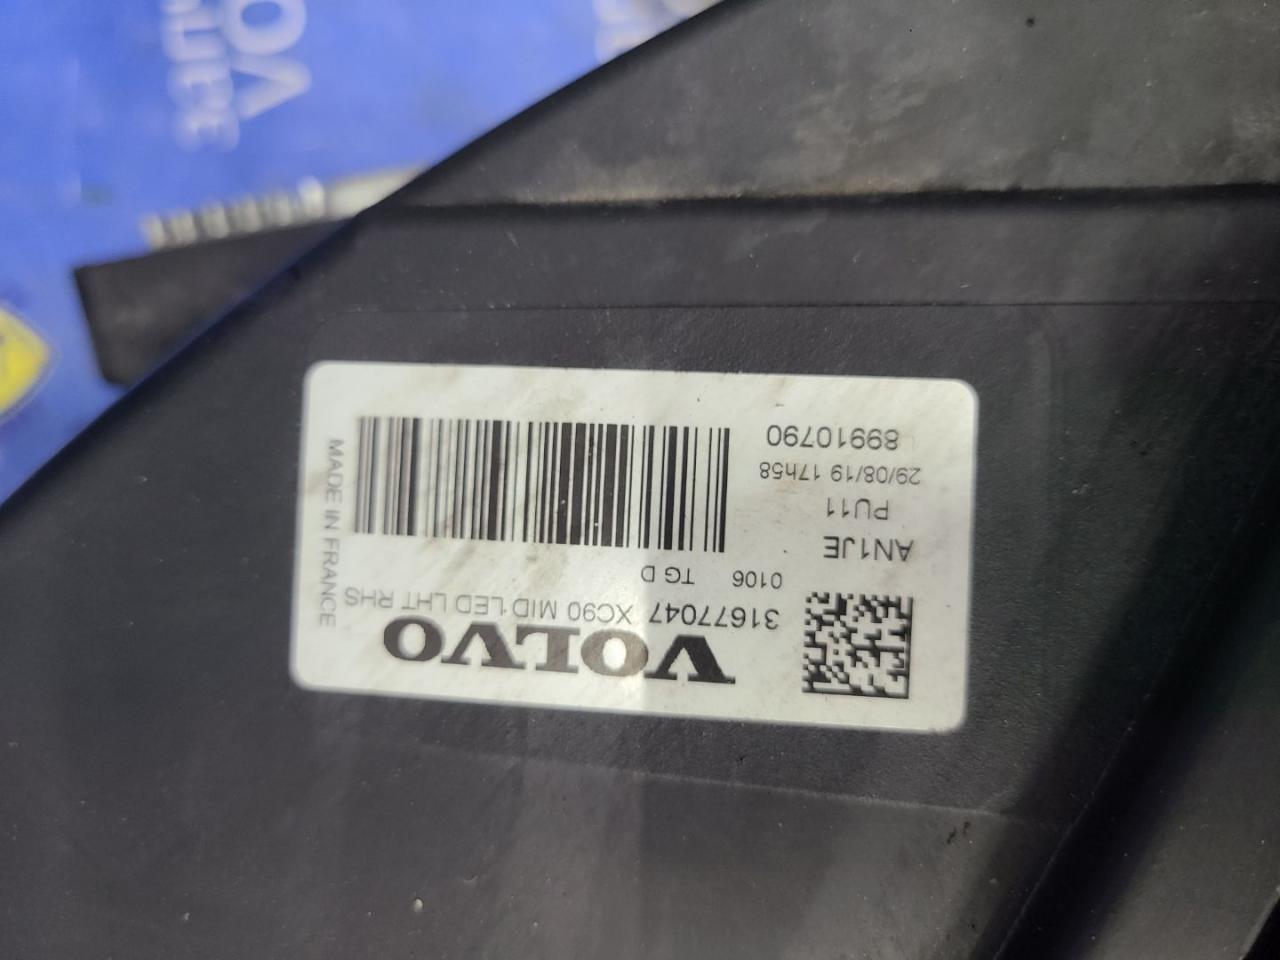 VOLVO
31677047 XC90 MID LED LHT RHS
0106 TG D
AN1JE
PU11
29/08/19 17h58
89910790
MADE IN FRANCE